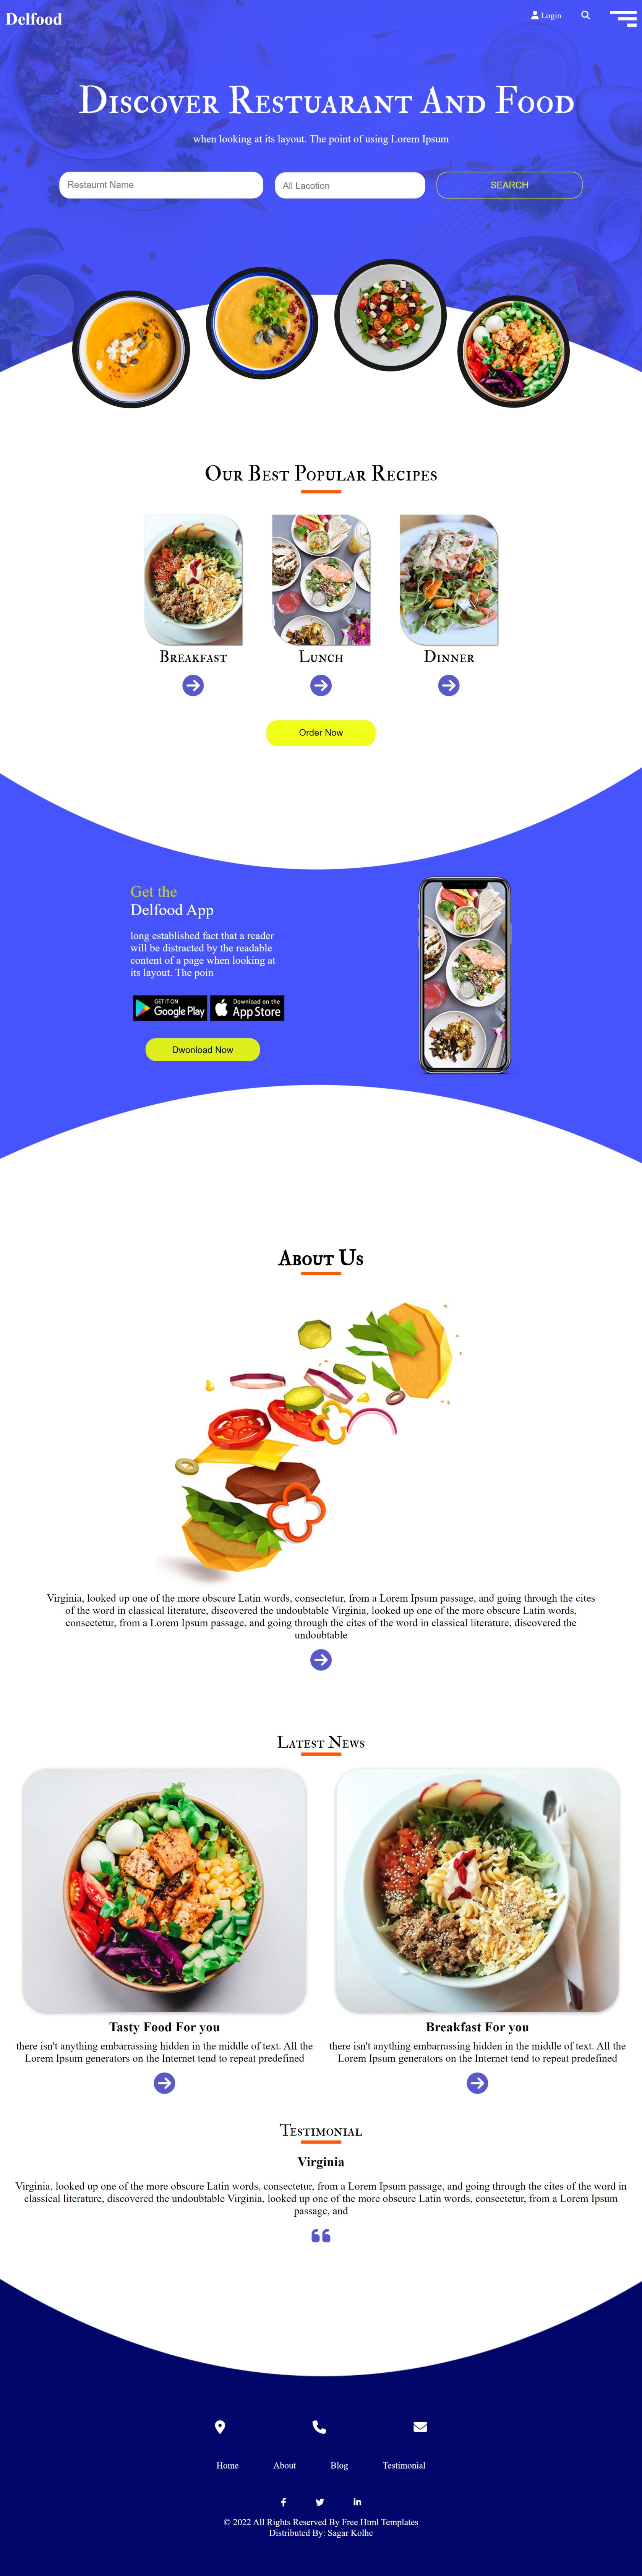 Delfood
Login
Discover Restuarant And Food
when looking at its layout. The point of using Lorem Ipsum
Restaurnt Name
All Lacotion
SEARCH
Our Best Popular Recipes
Breakfast
Lunch
Dinner
Order Now
Get the
Delfood App
long established fact that a reader
will be distracted by the readable
content of a page when looking at
its layout. The poin
GET IT ON
Google Play
Download on the
App Store
Dwonload Now
About Us
Virginia, looked up one of the more obscure Latin words, consectetur, from a Lorem Ipsum passage, and going through the cites
of the word in classical literature, discovered the undoubtable Virginia, looked up one of the more obscure Latin words,
consectetur, from a Lorem Ipsum passage, and going through the cites of the word in classical literature, discovered the
undoubtable
Latest News
Tasty Food For you
there isn't anything embarrassing hidden in the middle of text. All the
Lorem Ipsum generators on the Internet tend to repeat predefined
Breakfast For you
there isn't anything embarrassing hidden in the middle of text. All the
Lorem Ipsum generators on the Internet tend to repeat predefined
Testimonial
Virginia
Virginia, looked up one of the more obscure Latin words, consectetur, from a Lorem Ipsum passage, and going through the cites of the word in
classical literature, discovered the undoubtable Virginia, looked up one of the more obscure Latin words, consectetur, from a Lorem Ipsum
passage, and
Home
About
Blog
Testimonial
© 2022 All Rights Reserved By Free Html Templates
Distributed By: Sagar Kolhe